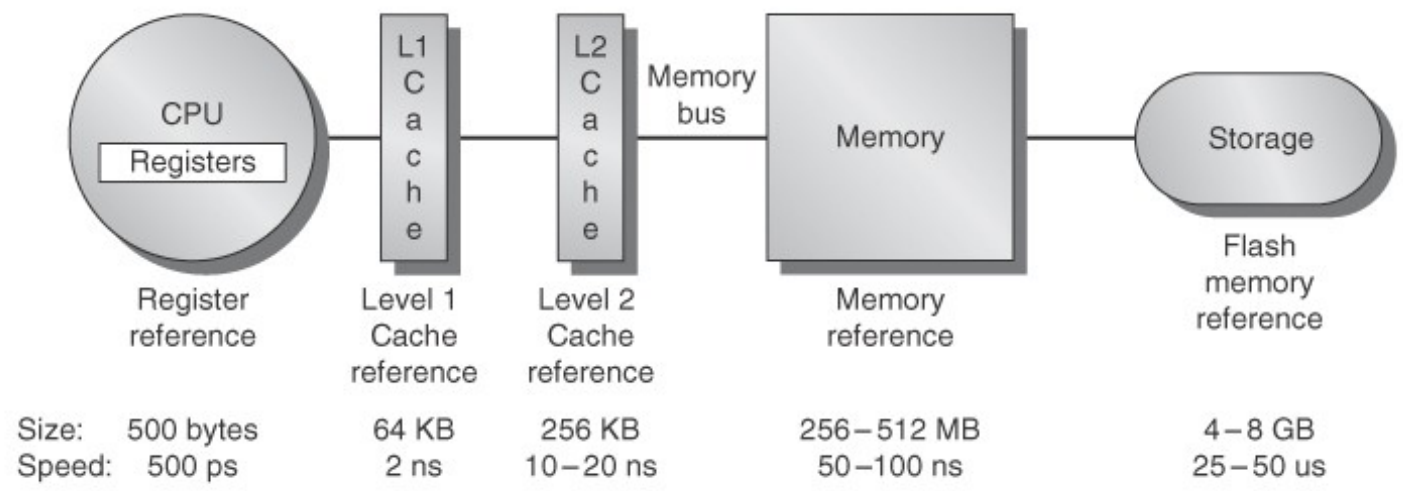 CPU
Registers
L1
C
a
c
h
e
L2
C
a
c
h
e
Memory
bus
Memory
Storage
Register
reference
Level 1
Cache
reference
Level 2
Cache
reference
Memory
reference
Flash
memory
reference
Size: 500 bytes 64 KB 256 KB 256–512 MB 4–8 GB
Speed: 500 ps 2 ns 10–20 ns 50–100 ns 25–50 us